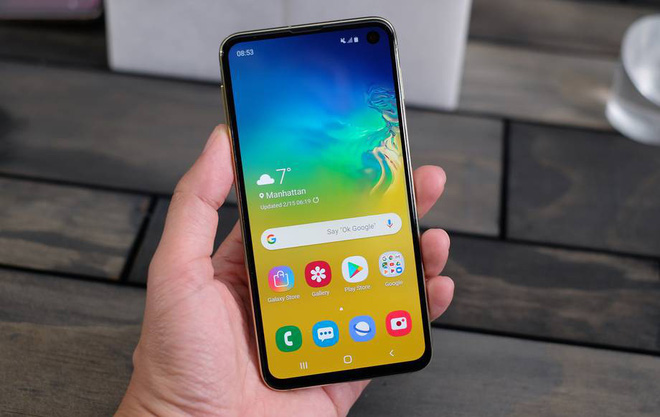 08:53
7°
Manhattan
Updated 2/15 06:19
G
Say "Ok Google"
Galaxy Store
Gallery
Play Store
Google